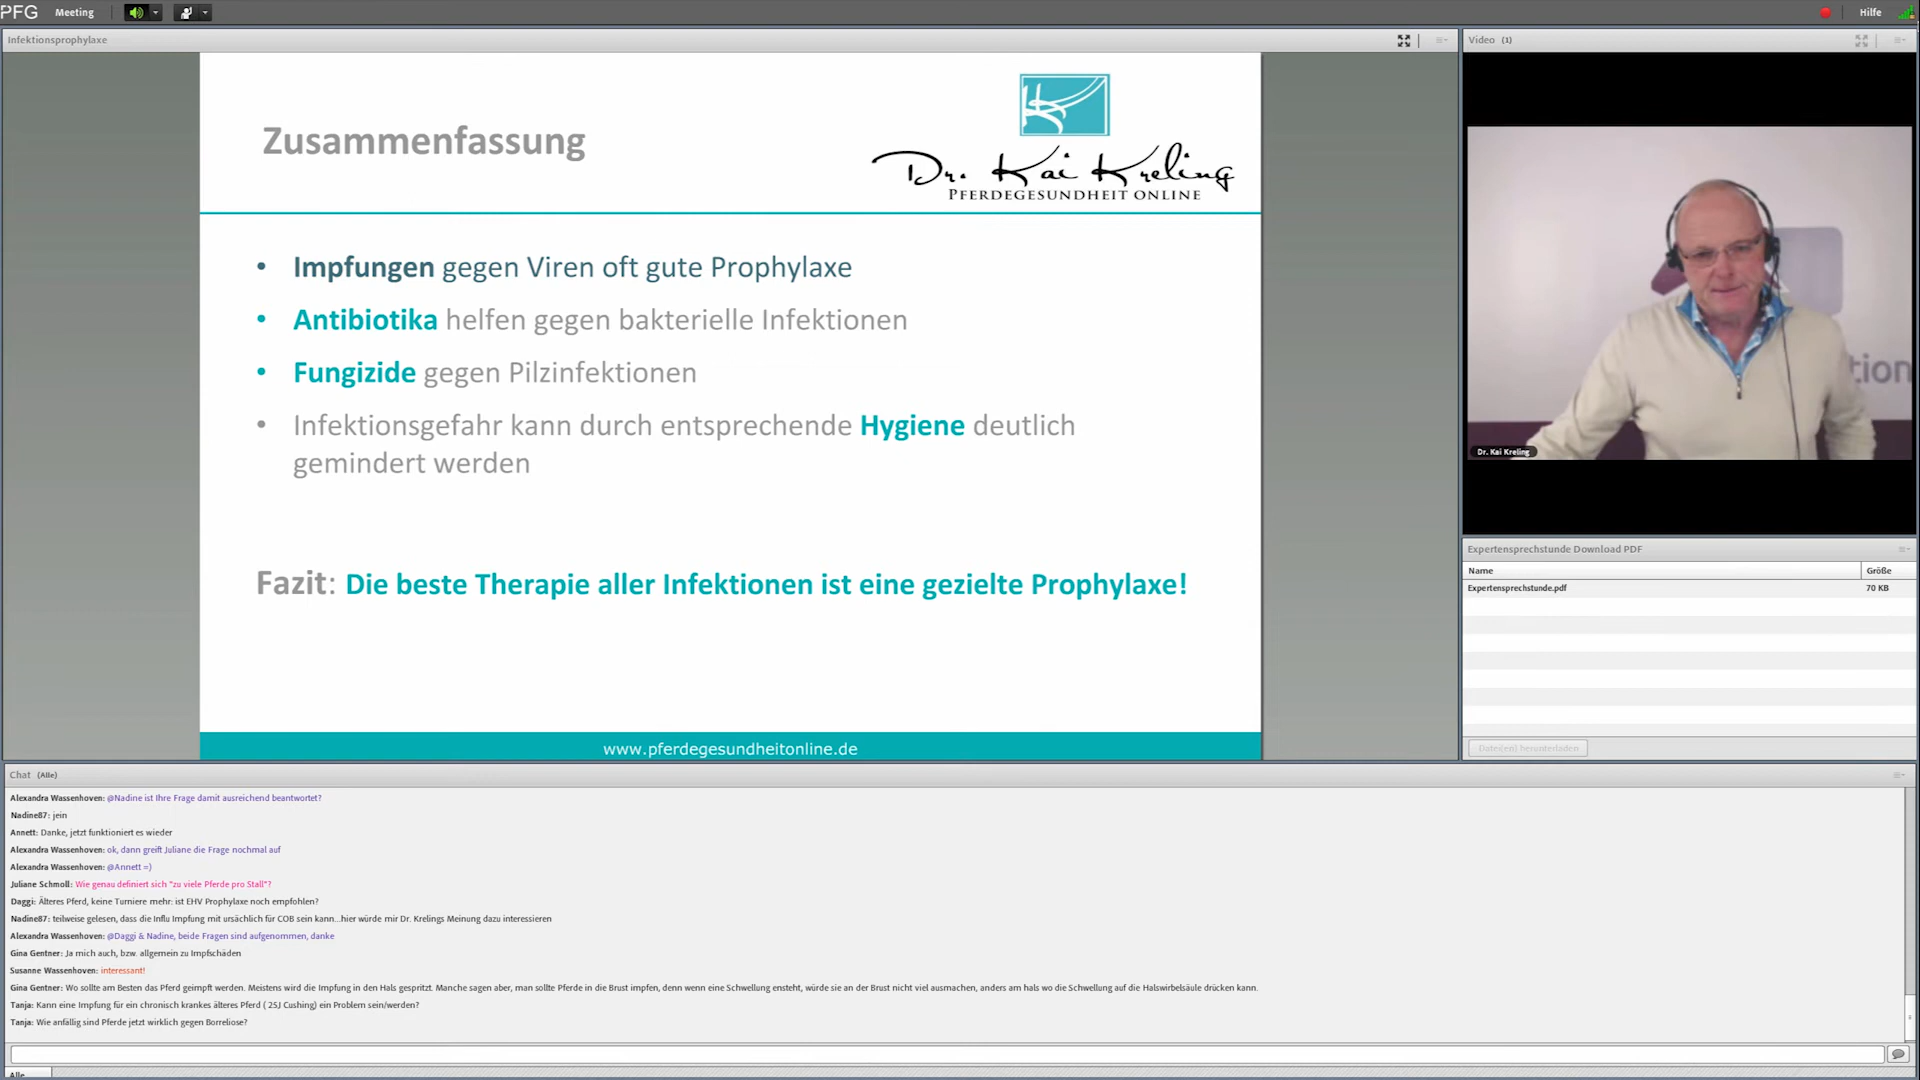 PFG Meeting Hilfe
Infektionsprophylaxe
Zusammenfassung
Dr. Kai Kreling
PFERDEGESUNDHEIT ONLINE
• Impfungen gegen Viren oft gute Prophylaxe
• Antibiotika helfen gegen bakterielle Infektionen
• Fungizide gegen Pilzinfektionen
• Infektionsgefahr kann durch entsprechende Hygiene deutlich
gemindert werden
Fazit: Die beste Therapie aller Infektionen ist eine gezielte Prophylaxe!
www.pferdegesundheitonline.de
Video (1)
tion
Dr. Kai Kreling
Expertensprechstunde Download PDF
Name Größe
Expertensprechstunde.pdf 70 KB
Datei(en) herunterladen
Chat (Alle)
Alexandra Wassenhoven: @Nadine ist Ihre Frage damit ausreichend beantwortet?
Nadine87: jein
Annett: Danke, jetzt funktioniert es wieder
Alexandra Wassenhoven: ok, dann greift Juliane die Frage nochmal auf
Alexandra Wassenhoven: @Annett =)
Juliane Schmoll: Wie genau definiert sich "zu viele Pferde pro Stall"?
Daggi: Älteres Pferd, keine Turniere mehr: ist EHV Prophylaxe noch empfohlen?
Nadine87: teilweise gelesen, dass die Influ Impfung mit ursächlich für COB sein kann...hier würde mir Dr. Krelings Meinung dazu interessieren
Alexandra Wassenhoven: @Daggi & Nadine, beide Fragen sind aufgenommen, danke
Gina Gentner: Ja mich auch, bzw. allgemein zu Impfschäden
Susanne Wassenhoven: interessant!
Gina Gentner: Wo sollte am Besten das Pferd geimpft werden. Meistens wird die Impfung in den Hals gespritzt. Manche sagen aber, man sollte Pferde in die Brust impfen, denn wenn eine Schwellung ensteht, würde sie an der Brust nicht viel ausmachen, anders am hals wo die Schwellung auf die Halswirbelsäule drücken kann.
Tanja: Kann eine Impfung für ein chronisch krankes älteres Pferd ( 25J Cushing) ein Problem sein/werden?
Tanja: Wie anfällig sind Pferde jetzt wirklich gegen Borreliose?
Alle